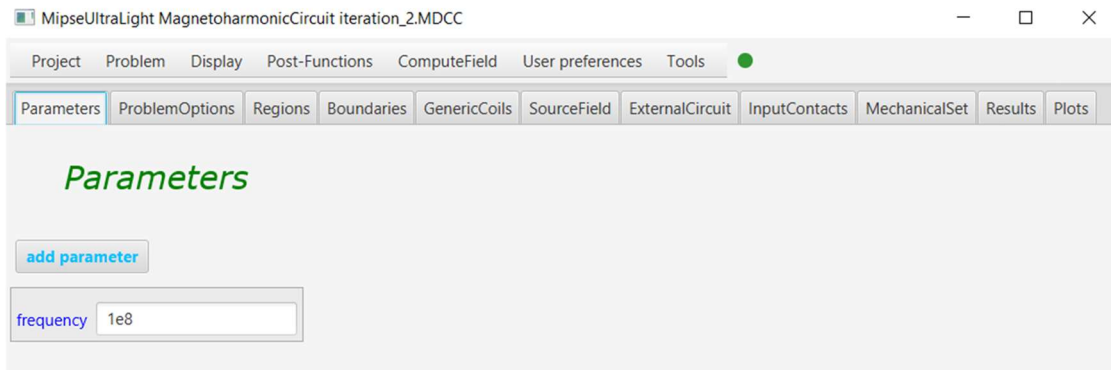 MipseUltraLight MagnetoharmonicCircuit iteration_2.MDCC
Project Problem Display Post-Functions ComputeField User preferences Tools
Parameters ProblemOptions Regions Boundaries GenericCoils SourceField ExternalCircuit InputContacts MechanicalSet Results Plots
Parameters
add parameter
frequency 1e8